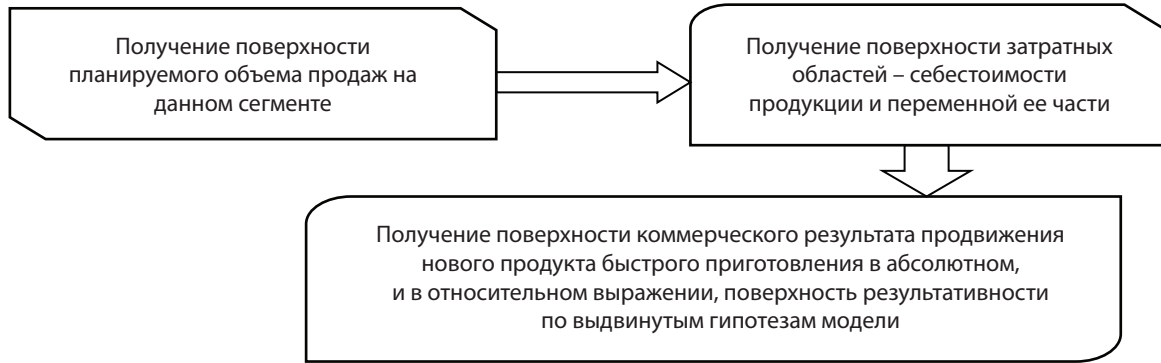 Получение поверхности
планируемого объема продаж на
данном сегменте
Получение поверхности затратных
областей – себестоимости
продукции и переменной ее части
Получение поверхности коммерческого результата продвижения
нового продукта быстрого приготовления в абсолютном,
и в относительном выражении, поверхность результативности
по выдвинутым гипотезам модели